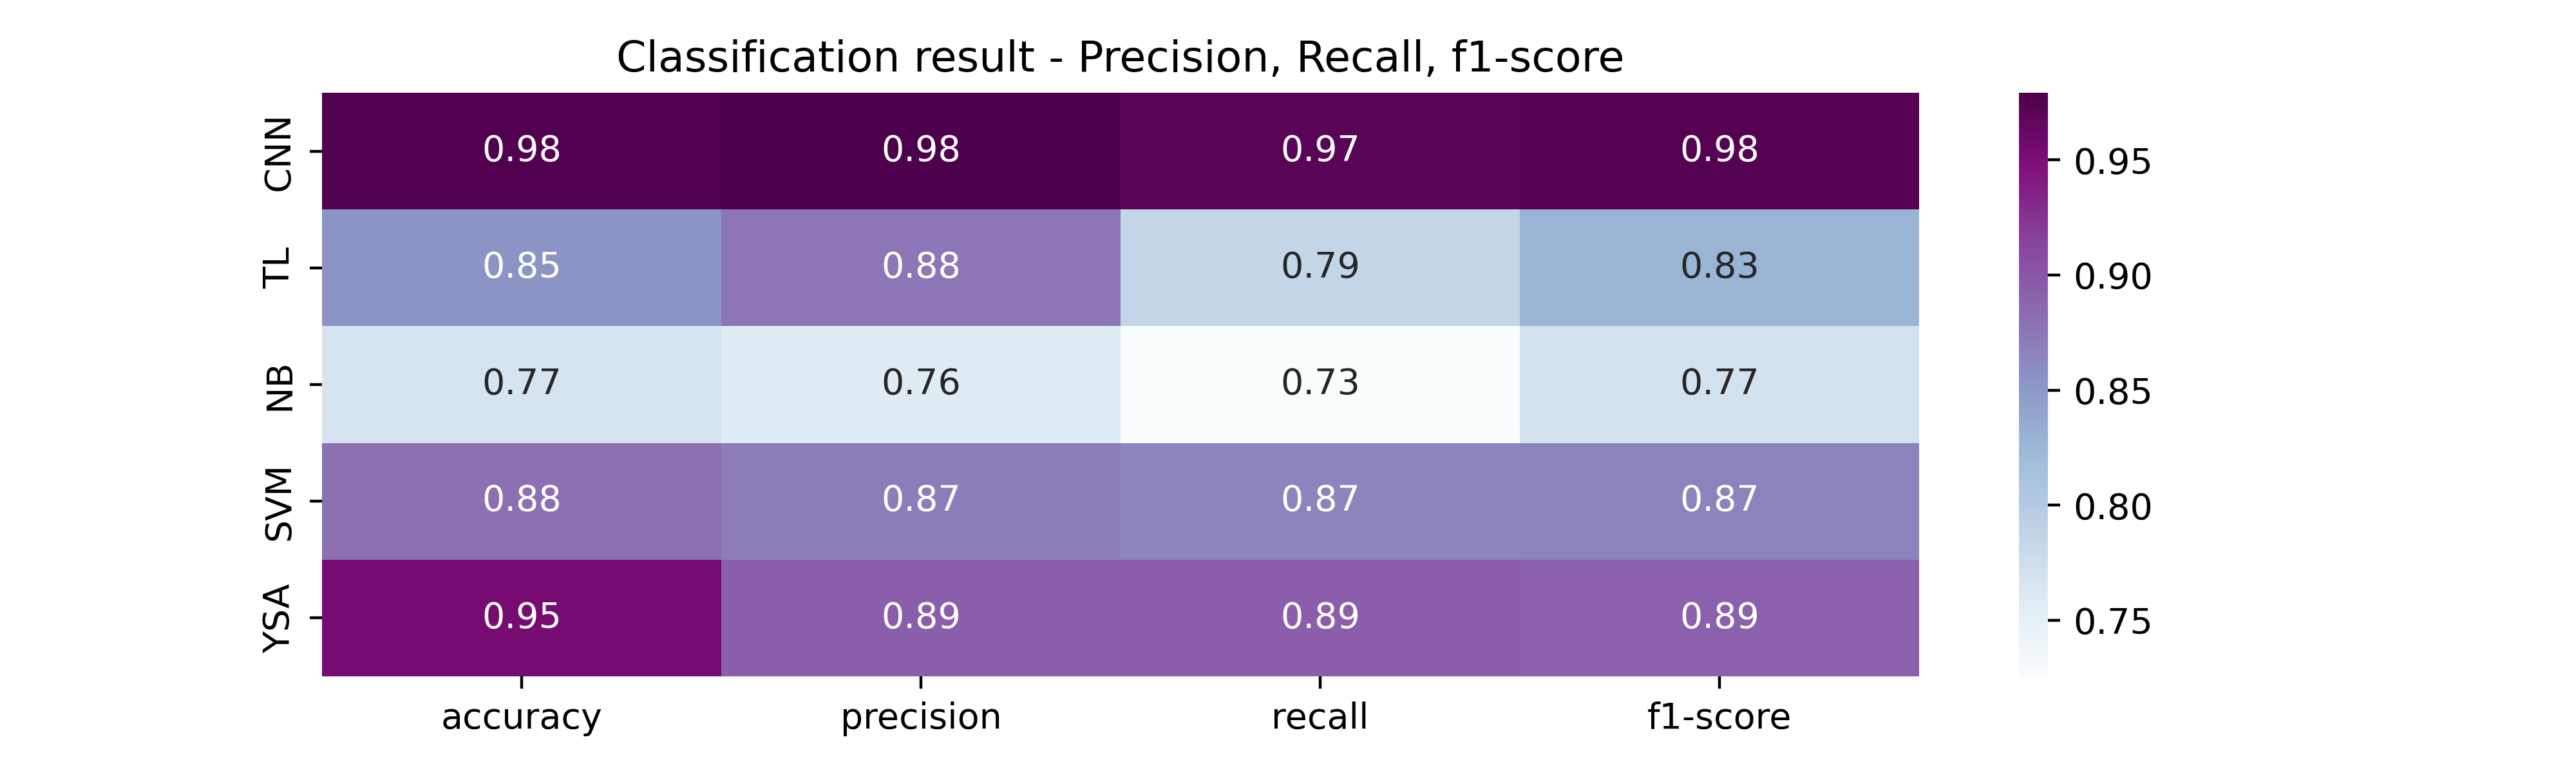 Classification result - Precision, Recall, f1-score
CNN 0.98 0.98 0.97 0.98
TL 0.85 0.88 0.79 0.83
NB 0.77 0.76 0.73 0.77
SVM 0.88 0.87 0.87 0.87
YSA 0.95 0.89 0.89 0.89
accuracy precision recall f1-score
0.95
0.90
0.85
0.80
0.75